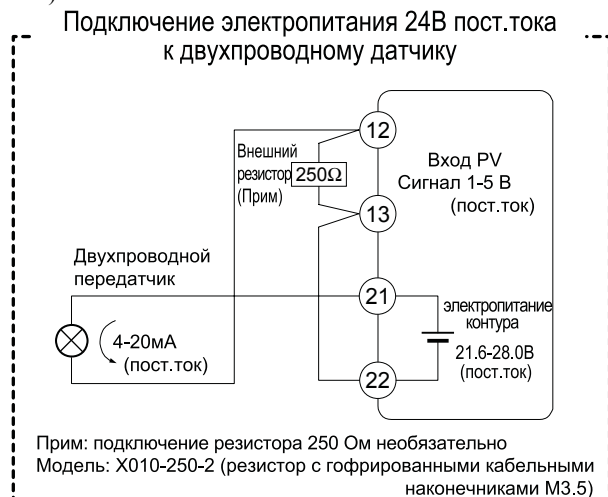 Подключение электропитания 24В пост.тока
к двухпроводному датчику
12
Внешний
резистор
(Прим)
250Ω
Вход PV
Сигнал 1-5 В
(пост.ток)
13
Двухпроводной
передатчик
21
электропитание
контура
4-20мА
(пост.ток)
21.6-28.0В
(пост.ток)
22
Прим: подключение резистора 250 Ом необязательно
Модель: X010-250-2 (резистор с гофрированными кабельными
наконечниками М3.5)